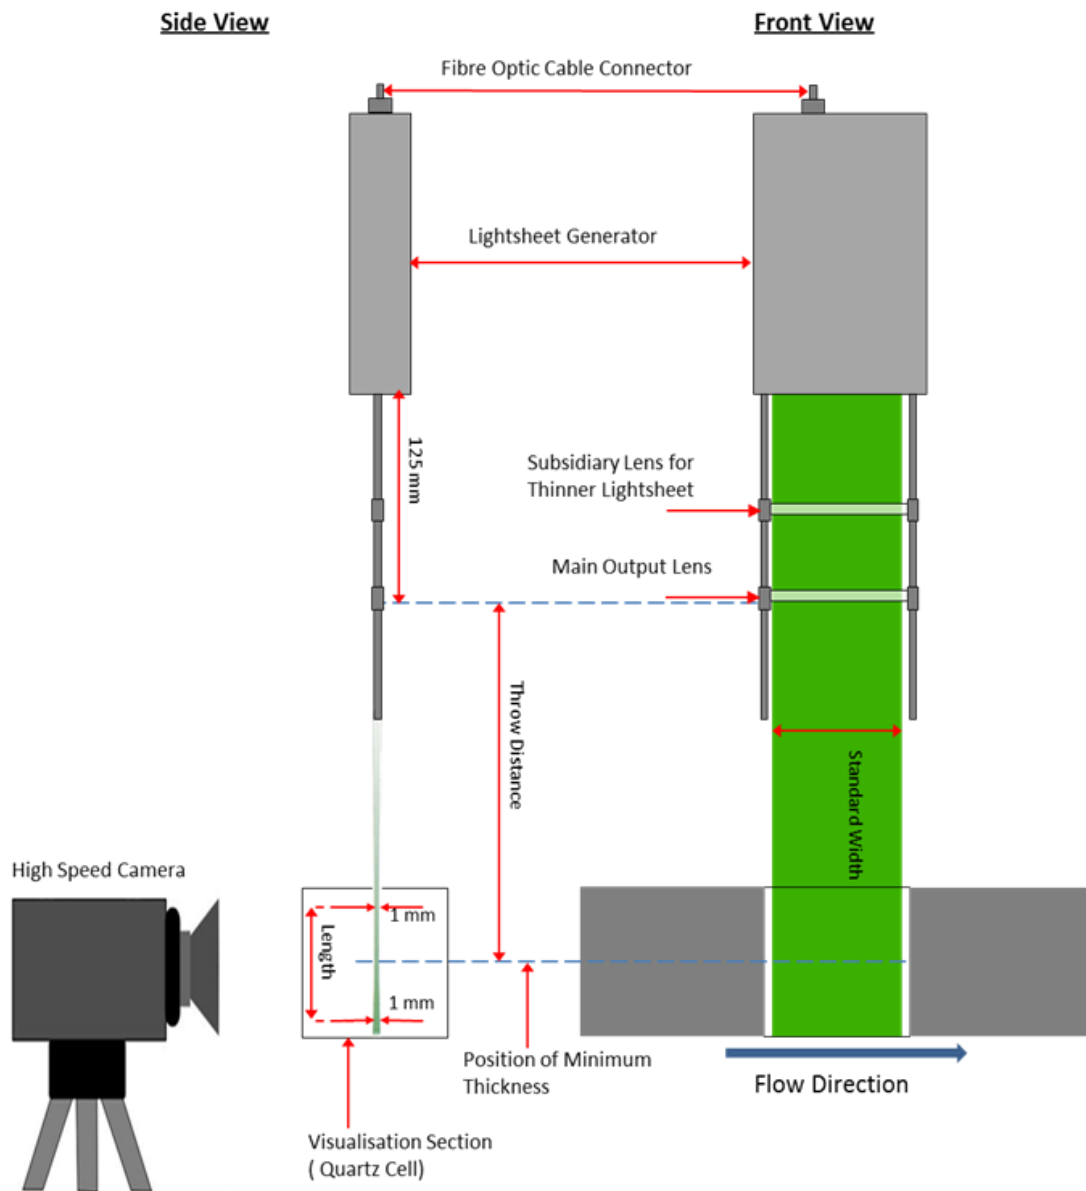 Side View
Front View
Fibre Optic Cable Connector
Lightsheet Generator
125 mm
Subsidiary Lens for
Thinner Lightsheet
Main Output Lens
Throw Distance
Standard Width
High Speed Camera
1 mm
Length
1 mm
Position of Minimum
Thickness
Flow Direction
Visualisation Section
( Quartz Cell)